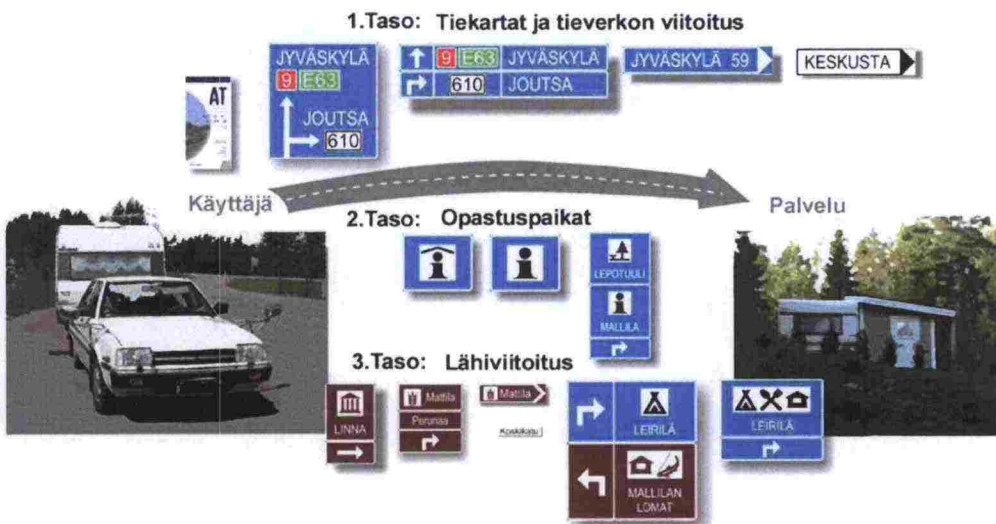 1.Taso: Tiekartat ja tieverkon viitoitus
JYVÄSKYLÄ
9 E63
JOUTSA
610
9 E63 JYVÄSKYLÄ
610 JOUTSA
JYVÄSKYLÄ 59
KESKUSTA
AT
Käyttäjä
Palvelu
2.Taso: Opastuspaikat
i
i
LEPOTUULI
i
MALLILA
3.Taso: Lähiviitoitus
LINNA
Mattila
Perunaa
Mattila
Koskikatu
LEIRILÄ
MALLILAN
LOMAT
LEIRILÄ